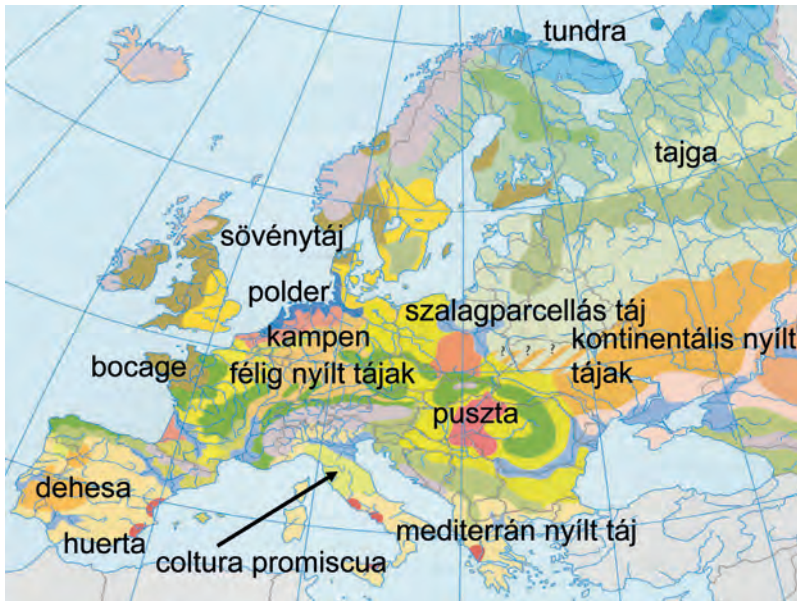 tundra
tajga
sövénytáj
polder
szalagparcellás táj
kampen
? ? ?
kontinentális nyílt
tájak
bocage
félig nyílt tájak
puszta
dehesa
huerta
coltura promiscua
mediterrán nyílt táj